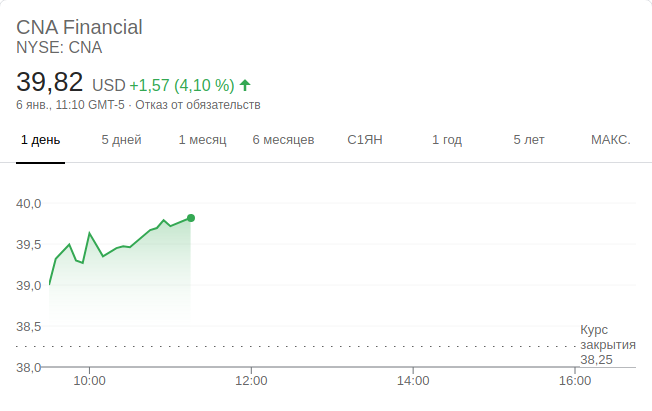 CNA Financial
NYSE: CNA
39,82 USD +1,57 (4,10 %)
6 янв., 11:10 GMT-5 · Отказ от обязательств
1 день 5 дней 1 месяц 6 месяцев С1ЯН 1 год 5 лет МАКС.
40,0
39,5
39,0
38,5
38,0
Курс
закрытия
38,25
10:00 12:00 14:00 16:00